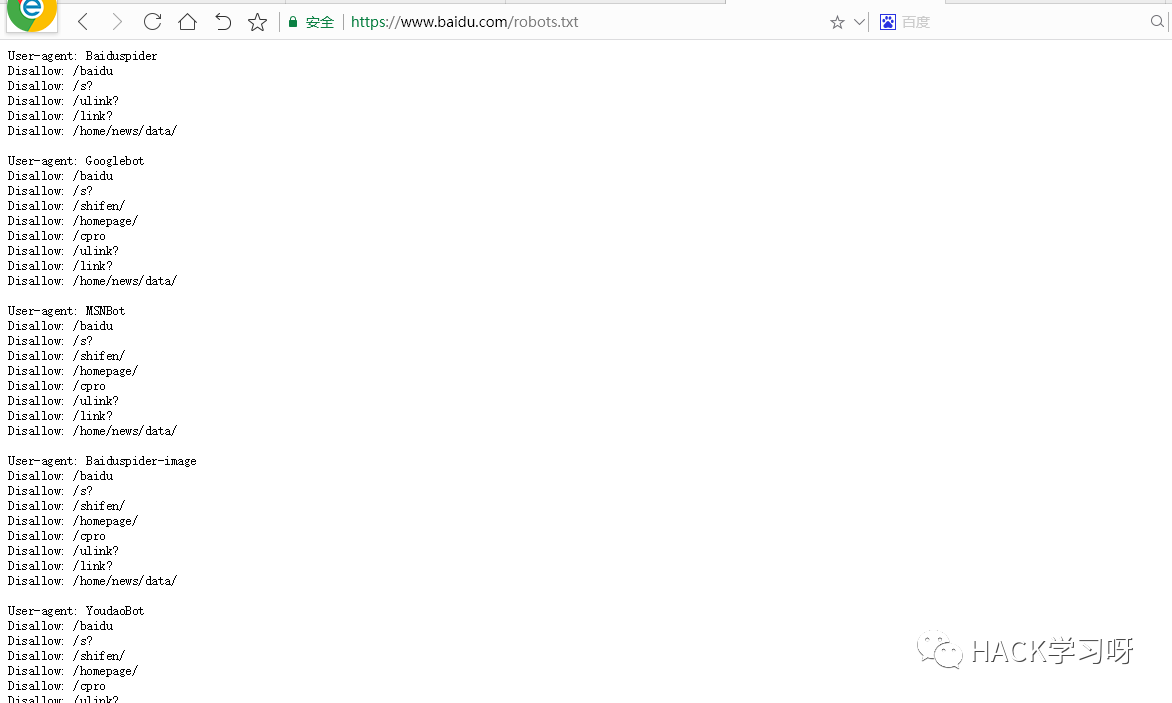 安全
https://www.baidu.com/robots.txt
百度
User-agent: Baiduspider
Disallow: /baidu
Disallow: /s?
Disallow: /ulink?
Disallow: /link?
Disallow: /home/news/data/
User-agent: Googlebot
Disallow: /baidu
Disallow: /s?
Disallow: /shifen/
Disallow: /homepage/
Disallow: /cpro
Disallow: /ulink?
Disallow: /link?
Disallow: /home/news/data/
User-agent: MSNBot
Disallow: /baidu
Disallow: /s?
Disallow: /shifen/
Disallow: /homepage/
Disallow: /cpro
Disallow: /ulink?
Disallow: /link?
Disallow: /home/news/data/
User-agent: Baiduspider-image
Disallow: /baidu
Disallow: /s?
Disallow: /shifen/
Disallow: /homepage/
Disallow: /cpro
Disallow: /ulink?
Disallow: /link?
Disallow: /home/news/data/
User-agent: YoudaoBot
Disallow: /baidu
Disallow: /s?
Disallow: /shifen/
Disallow: /homepage/
Disallow: /cpro
Disallow: /ulink?
HACK学习呀